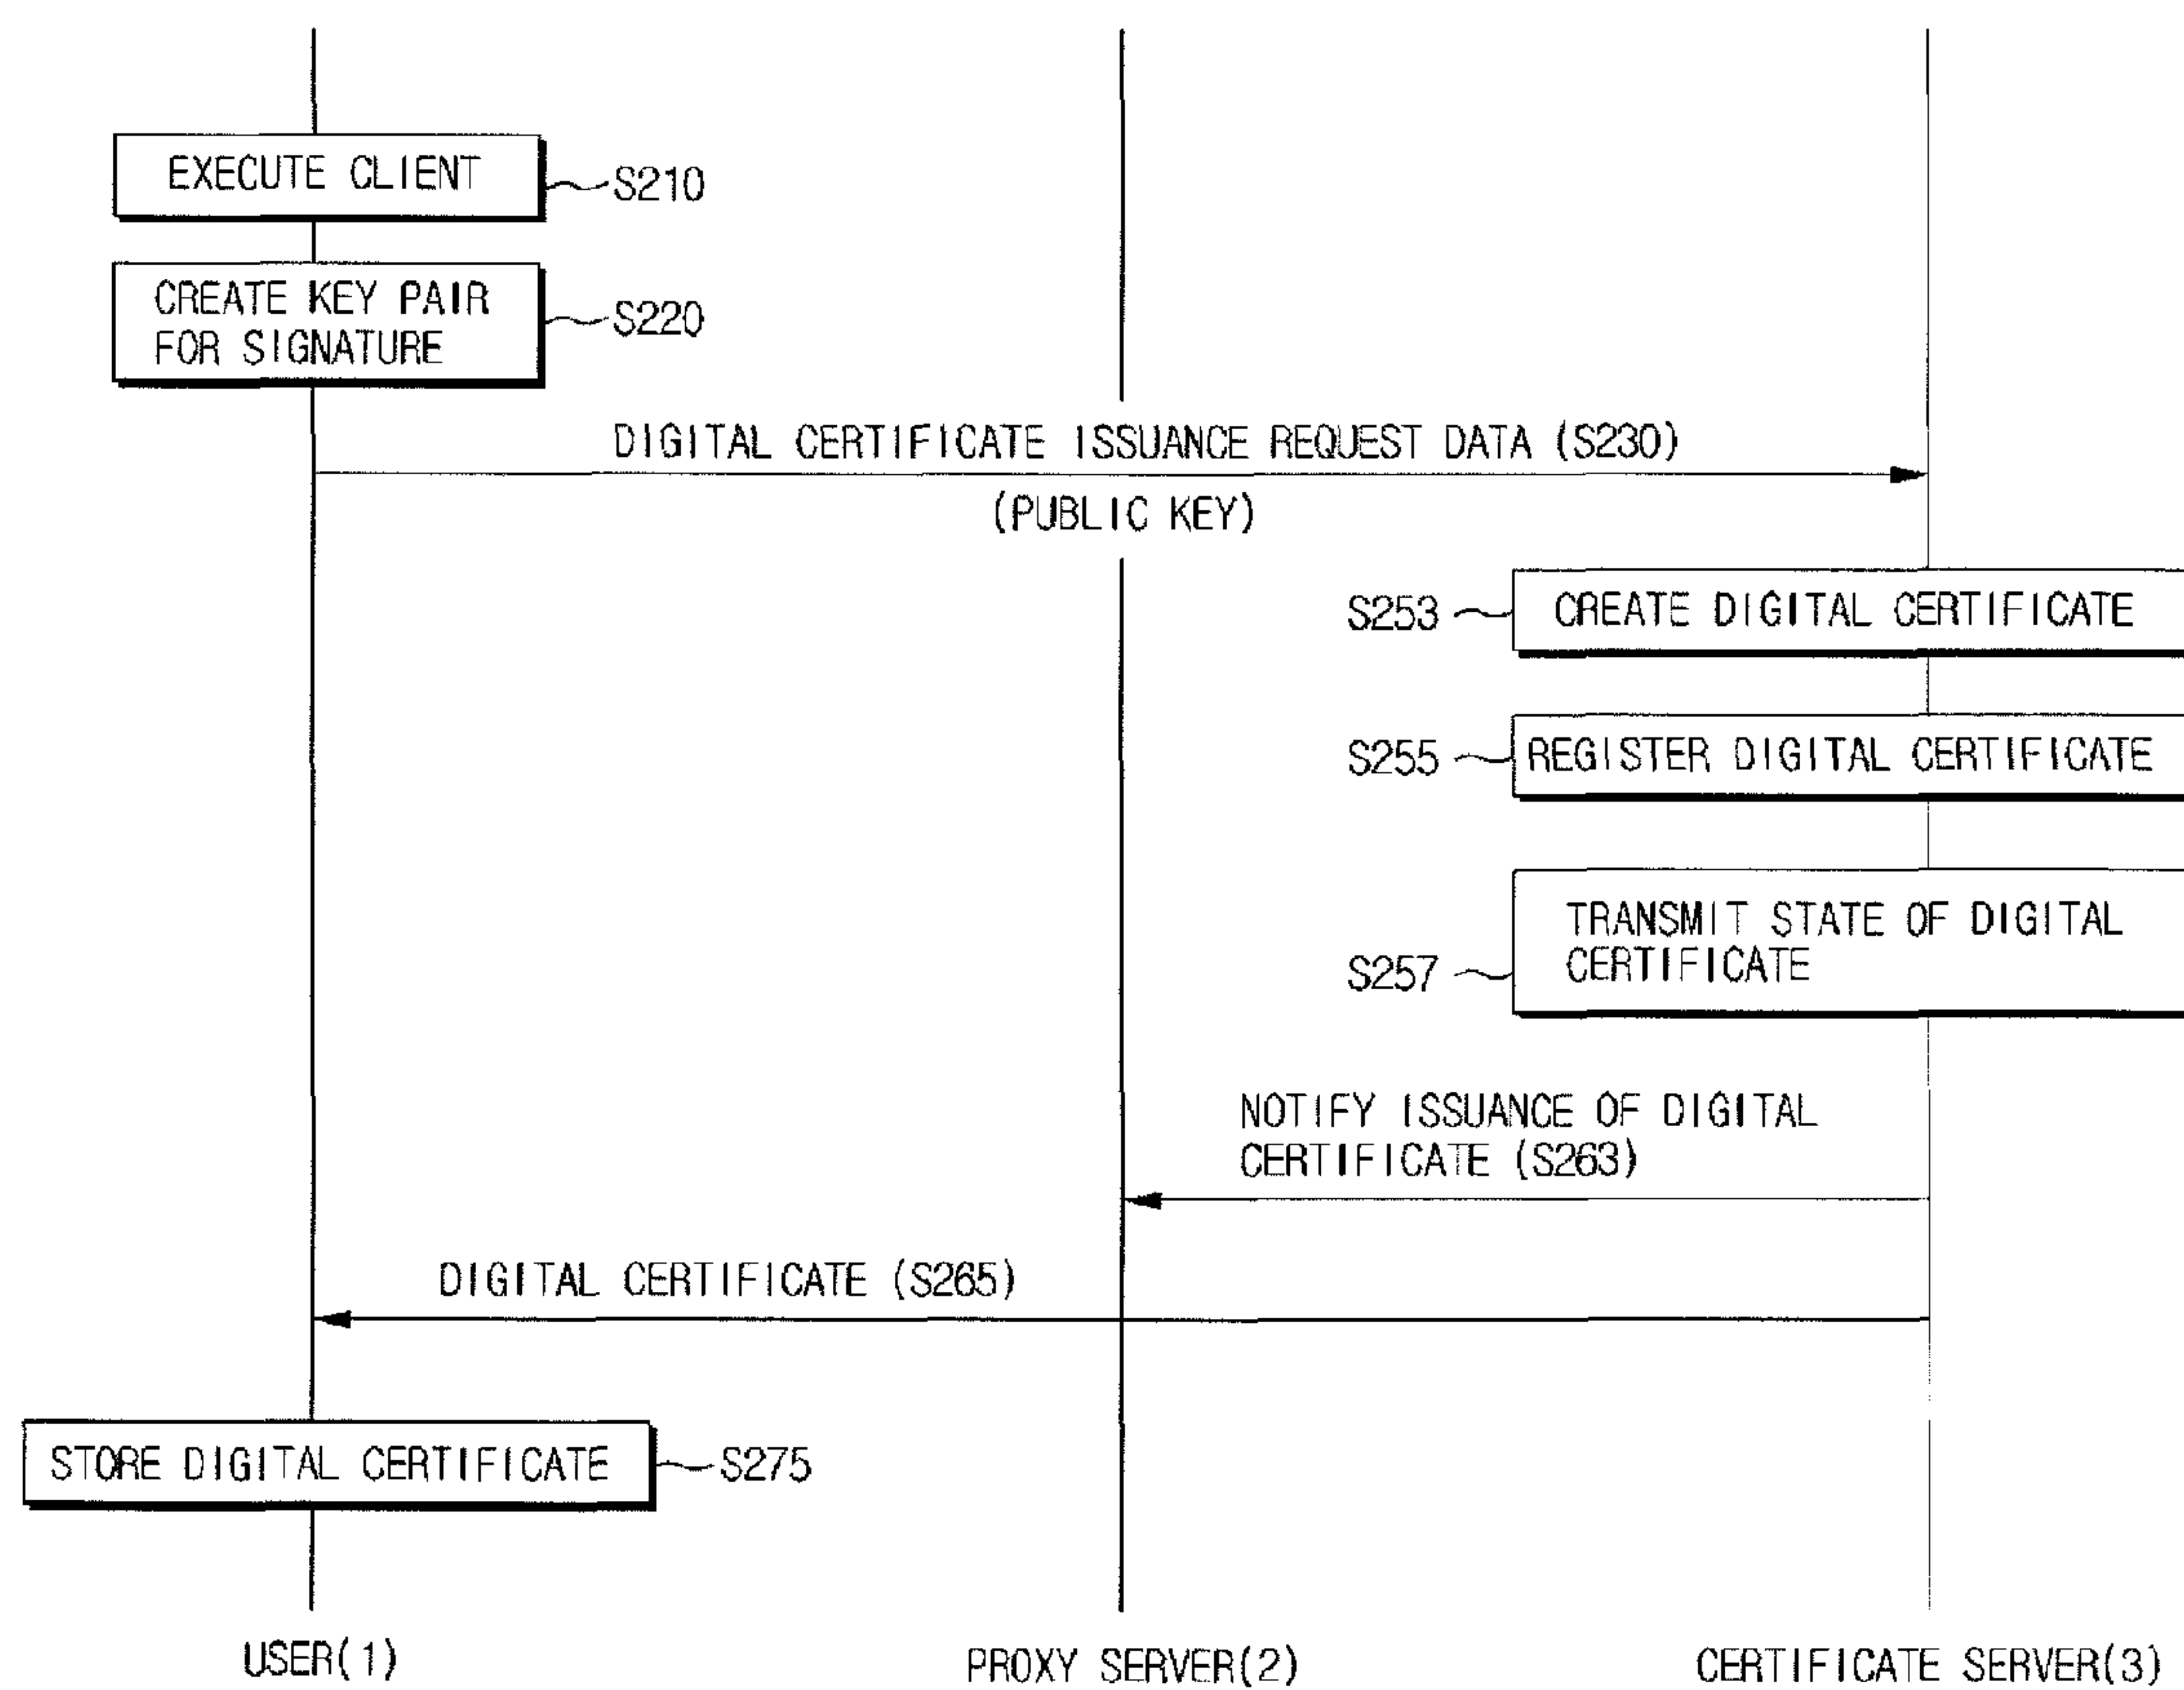 EXECUTE CLIENT
S210
CREATE KEY PAIR
FOR SIGNATURE
S220
DIGITAL CERTIFICATE ISSUANCE REQUEST DATA (S230)
(PUBLIC KEY)
S253
CREATE DIGITAL CERTIFICATE
S255
REGISTER DIGITAL CERTIFICATE
TRANSMIT STATE OF DIGITAL
CERTIFICATE
S257
NOTIFY ISSUANCE OF DIGITAL
CERTIFICATE (S263)
DIGITAL CERTIFICATE (S265)
STORE DIGITAL CERTIFICATE
S275
USER(1)
PROXY SERVER(2)
CERTIFICATE SERVER(3)